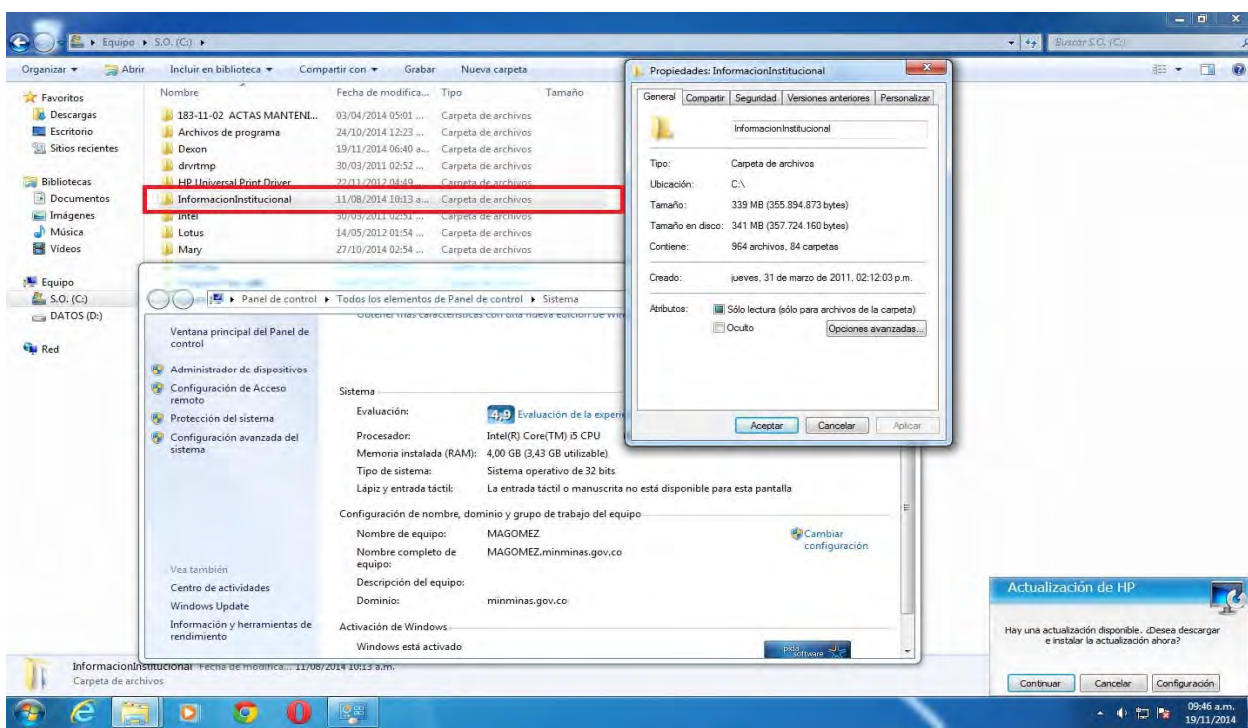 Equipo ▸ S.O. (C:) ▸
Buscar S.O. (C:)
Organizar Abrir Incluir en biblioteca Compartir con Grabar Nueva carpeta
Favoritos
Descargas
Escritorio
Sitios recientes
Bibliotecas
Documentos
Imágenes
Música
Videos
Equipo
S.O. (C:)
DATOS (D:)
Red
Nombre Fecha de modifica... Tipo Tamaño
183-11-02 ACTAS MANTENI... 03/04/2014 05:01 ... Carpeta de archivos
Archivos de programa 24/10/2014 12:23 ... Carpeta de archivos
Dexon 19/11/2014 06:40 a... Carpeta de archivos
drvrtmp 30/03/2011 02:52 ... Carpeta de archivos
HP Universal Print Driver 22/11/2012 04:49 ... Carpeta de archivos
InformacionInstitucional 11/08/2014 10:13 a... Carpeta de archivos
Intel 30/03/2011 02:51 ... Carpeta de archivos
Lotus 14/05/2012 01:54 ... Carpeta de archivos
Mary 27/10/2014 02:54 ... Carpeta de archivos
Propiedades: InformacionInstitucional
General Compartir Seguridad Versiones anteriores Personalizar
InformacionInstitucional
Tipo: Carpeta de archivos
Ubicación: C:\
Tamaño: 339 MB (355.894.873 bytes)
Tamaño en disco: 341 MB (357.724.160 bytes)
Contiene: 964 archivos, 84 carpetas
Creado: jueves, 31 de marzo de 2011, 02:12:03 p.m.
Atributos: Sólo lectura (sólo para archivos de la carpeta)
Oculto Opciones avanzadas...
Aceptar Cancelar Aplicar
Panel de control ▸ Todos los elementos de Panel de control ▸ Sistema
Ventana principal del Panel de
control
Administrador de dispositivos
Configuración de Acceso
remoto
Protección del sistema
Configuración avanzada del
sistema
Vea también
Centro de actividades
Windows Update
Información y herramientas de
rendimiento
Obtener más características con una nueva edición de
Sistema
Evaluación: 4,9 Evaluación de la
Procesador: Intel(R) Core(TM) i5 CPU
Memoria instalada (RAM): 4,00 GB (3,43 GB utilizable)
Tipo de sistema: Sistema operativo de 32 bits
Lápiz y entrada táctil: La entrada táctil o manuscrita no está disponible para esta pantalla
Configuración de nombre, dominio y grupo de trabajo del equipo
Nombre de equipo: MAGOMEZ
Cambiar
configuración
Nombre completo de MAGOMEZ.minminas.gov.co
equipo:
Descripción del equipo:
Dominio: minminas.gov.co
Activación de Windows
Windows está activado
pida
software
InformacionInstitucional Fecha de modifica... 11/08/2014 10:13 a.m.
Carpeta de archivos
Actualización de HP
Hay una actualización disponible. ¿Desea descargar
e instalar la actualización ahora?
Continuar Cancelar Configuración
09:46 a.m.
19/11/2014